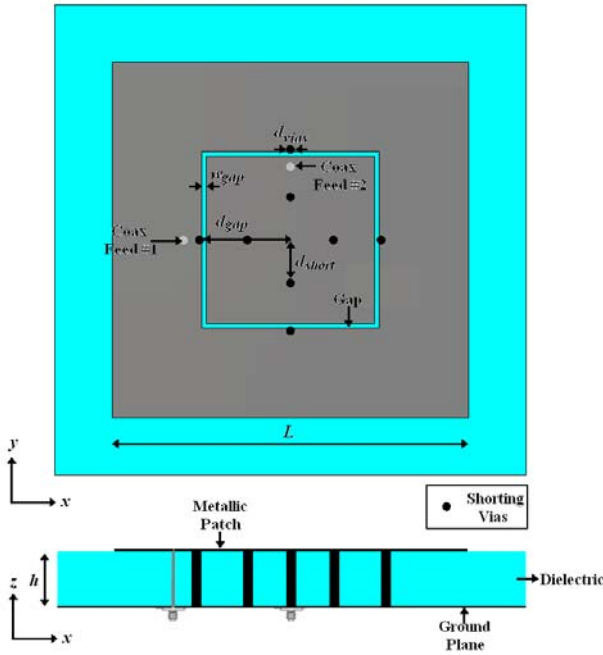 d_vias
Coax
Feed #2
w_gap
d_gap
Coax
Feed #1
d_short
Gap
L
y
x
Shorting
Vias
Metallic
Patch
z
h
Dielectric
x
Ground
Plane